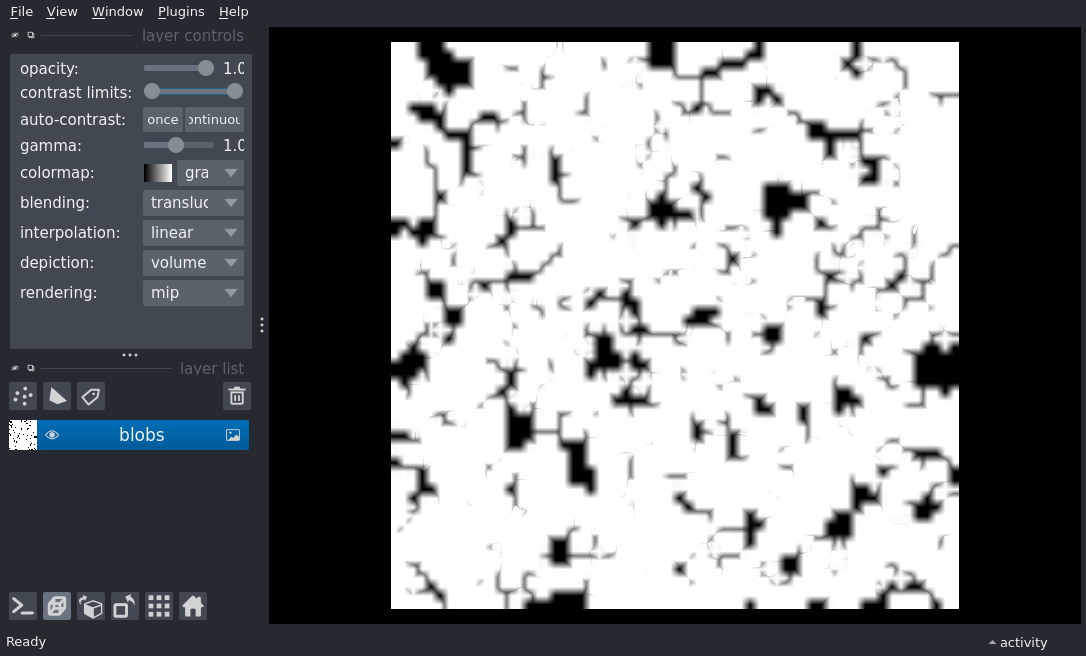 File View Window Plugins Help
layer controls
opacity: 1.0
contrast limits:
auto-contrast: once ontinuou
gamma: 1.0
colormap: gra
blending: transluc
interpolation: linear
depiction: volume
rendering: mip
layer list
blobs
Ready
activity